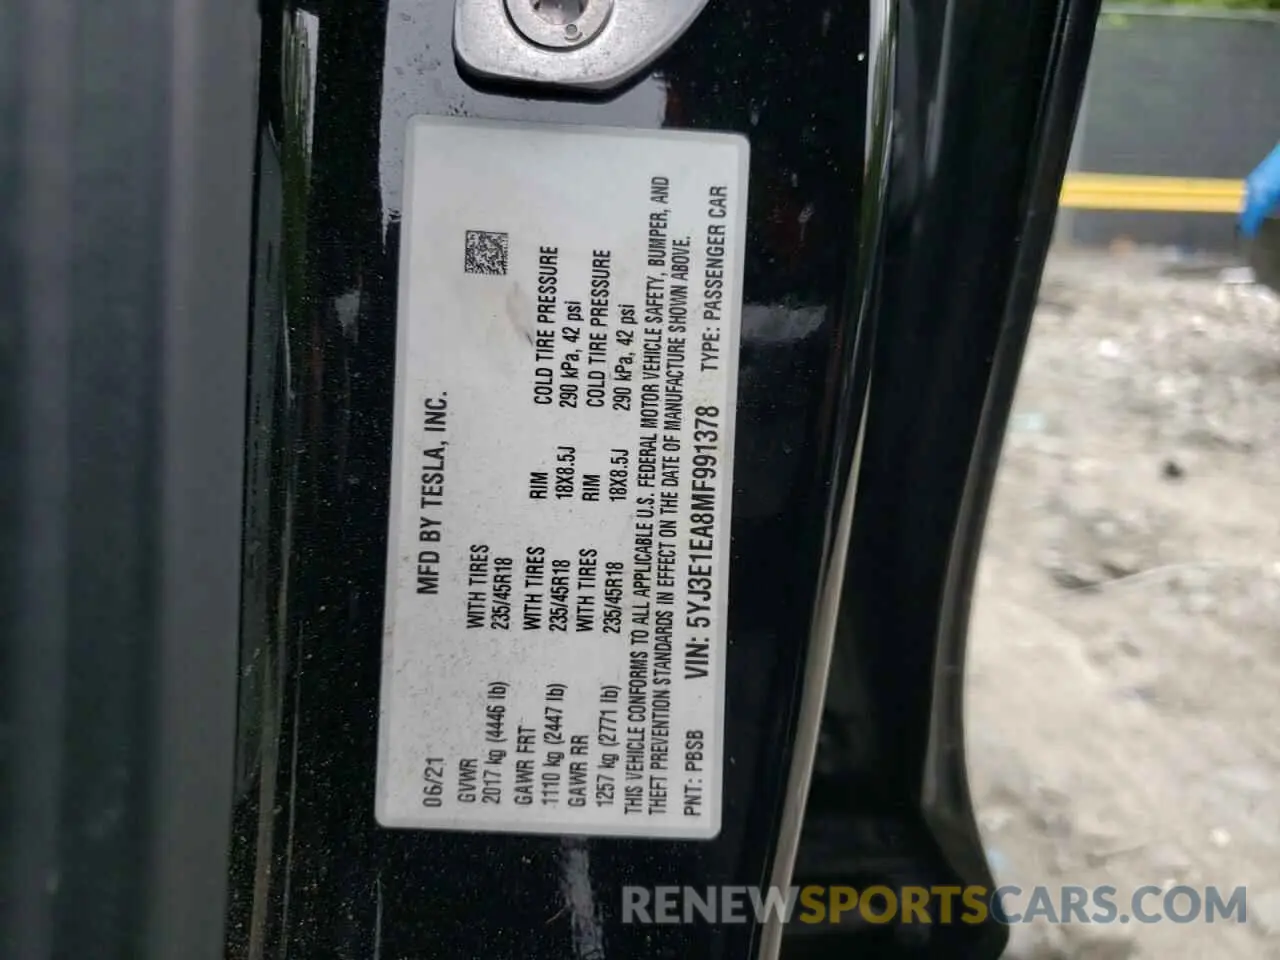 MFD BY TESLA, INC.
06/21
GVWR WITH TIRES
2017 kg (4446 lb) 235/45R18
GAWR FRT WITH TIRES RIM COLD TIRE PRESSURE
1110 kg (2447 lb) 235/45R18 18X8.5J 290 kPa, 42 psi
GAWR RR WITH TIRES RIM COLD TIRE PRESSURE
1257 kg (2771 lb) 235/45R18 18X8.5J 290 kPa, 42 psi
THIS VEHICLE CONFORMS TO ALL APPLICABLE U.S. FEDERAL MOTOR VEHICLE SAFETY, BUMPER, AND
THEFT PREVENTION STANDARDS IN EFFECT ON THE DATE OF MANUFACTURE SHOWN ABOVE.
PNT: PBSB VIN: 5YJ3E1EA8MF991378 TYPE: PASSENGER CAR
RENEWSPORTSCARS.COM